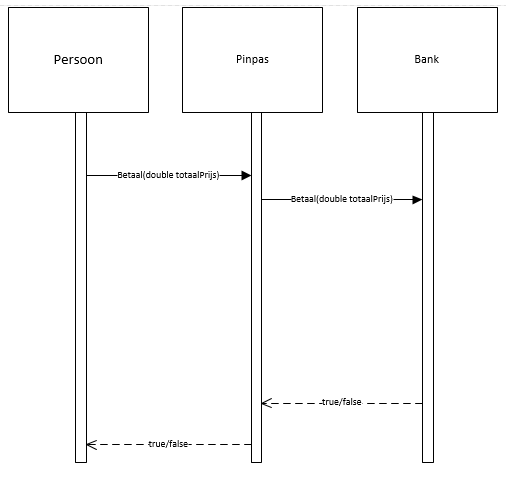 Persoon
Pinpas
Bank
Betaal(double totaalPrijs)
Betaal(double totaalPrijs)
true/false
true/false